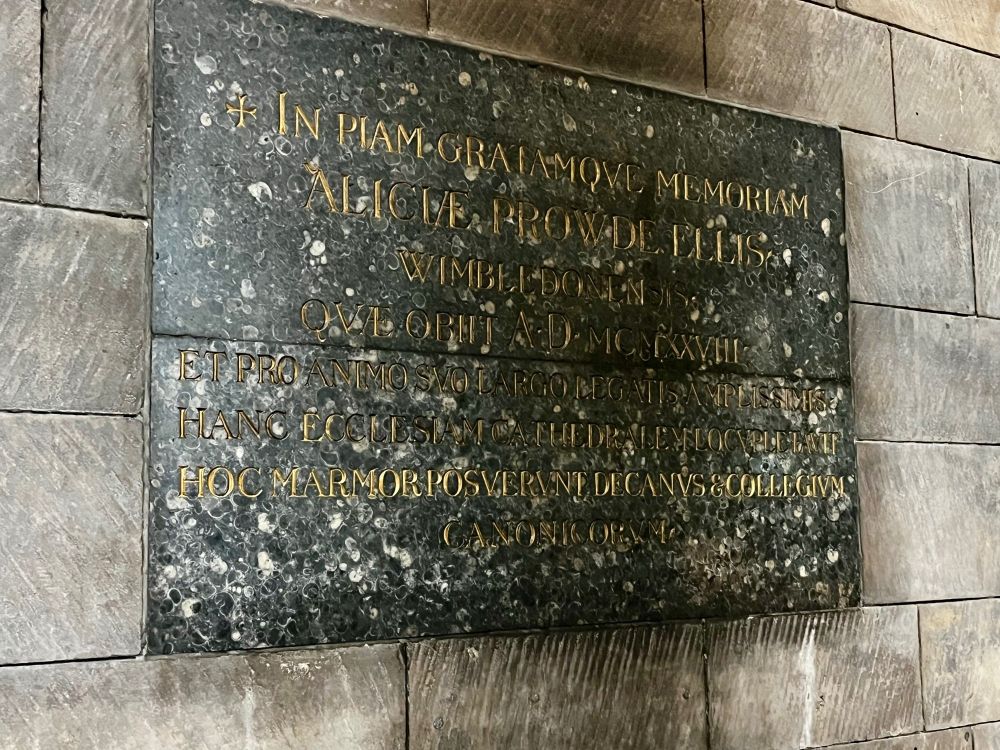 ✠ IN PIAM GRATAMQVE MEMORIAM
ALICIÆ PROWDE ELLIS
WIMBLEDONENSIS
QVÆ OBIIT A·D· MCMXXVIII
ET PRO ANIMO SVO LARGO LEGATIS AMPLISSIMIS
HANC ECCLESIAM CATHEDRALEM LOCVPLETAVIT
HOC MARMOR POSVERVNT DECANVS & COLLEGIVM
CANONICORVM